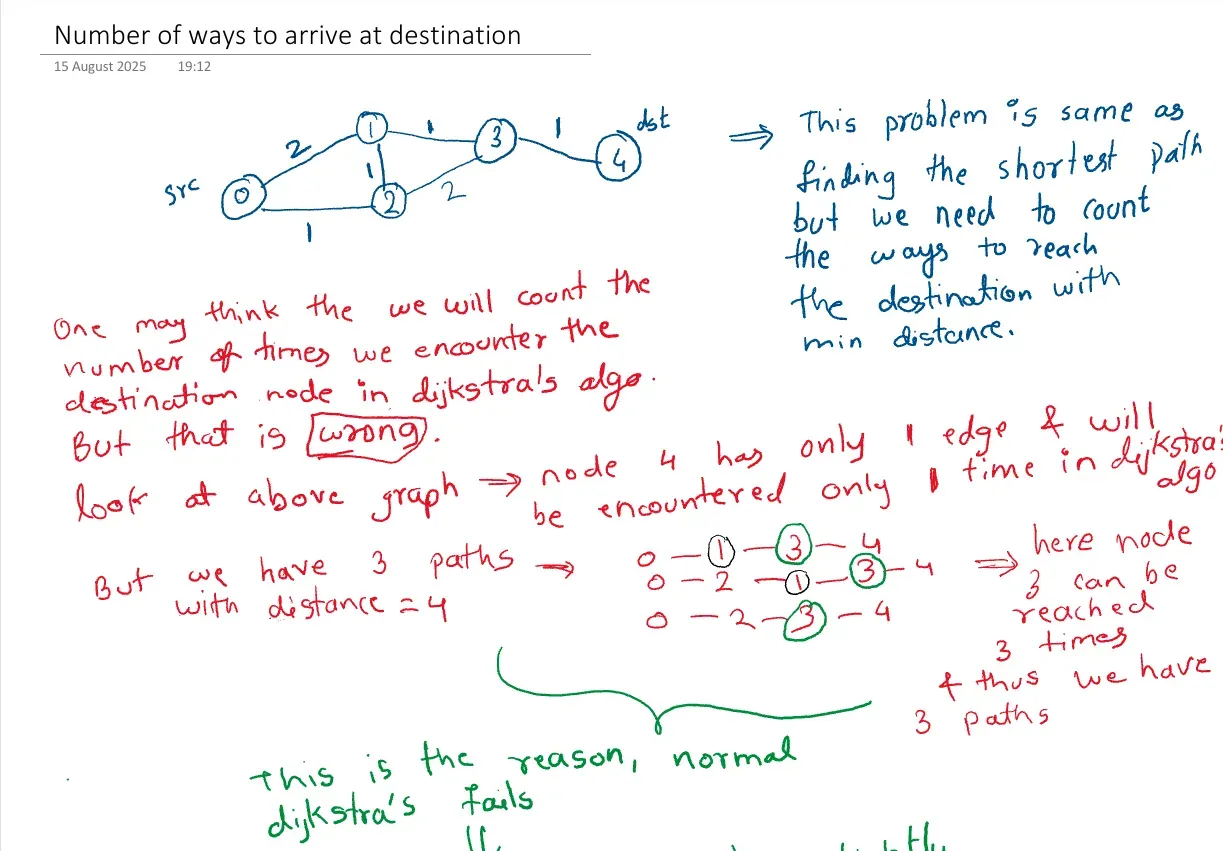 Number of ways to arrive at destination
15 August 2025 19:12
1 1 3 1 dst
2
4
1
src 0 2 2
1
⇒ This problem is same as
finding the shortest path
but we need to count
the ways to reach
the destination with
min distance.
One may think the we will count the
number of times we encounter the
destination node in dijkstra's algo.
But that is wrong.
look at above graph ⇒ node 4 has only 1 edge & will
be encountered only 1 time in dijkstra's
algo
But we have 3 paths →
with distance = 4
0 — 1 — 3 — 4
0 — 2 — 1 — 3 — 4
0 — 2 — 3 — 4
⇒ here node
3 can be
reached
3 times
& thus we have
3 paths
This is the reason, normal
dijkstra's fails